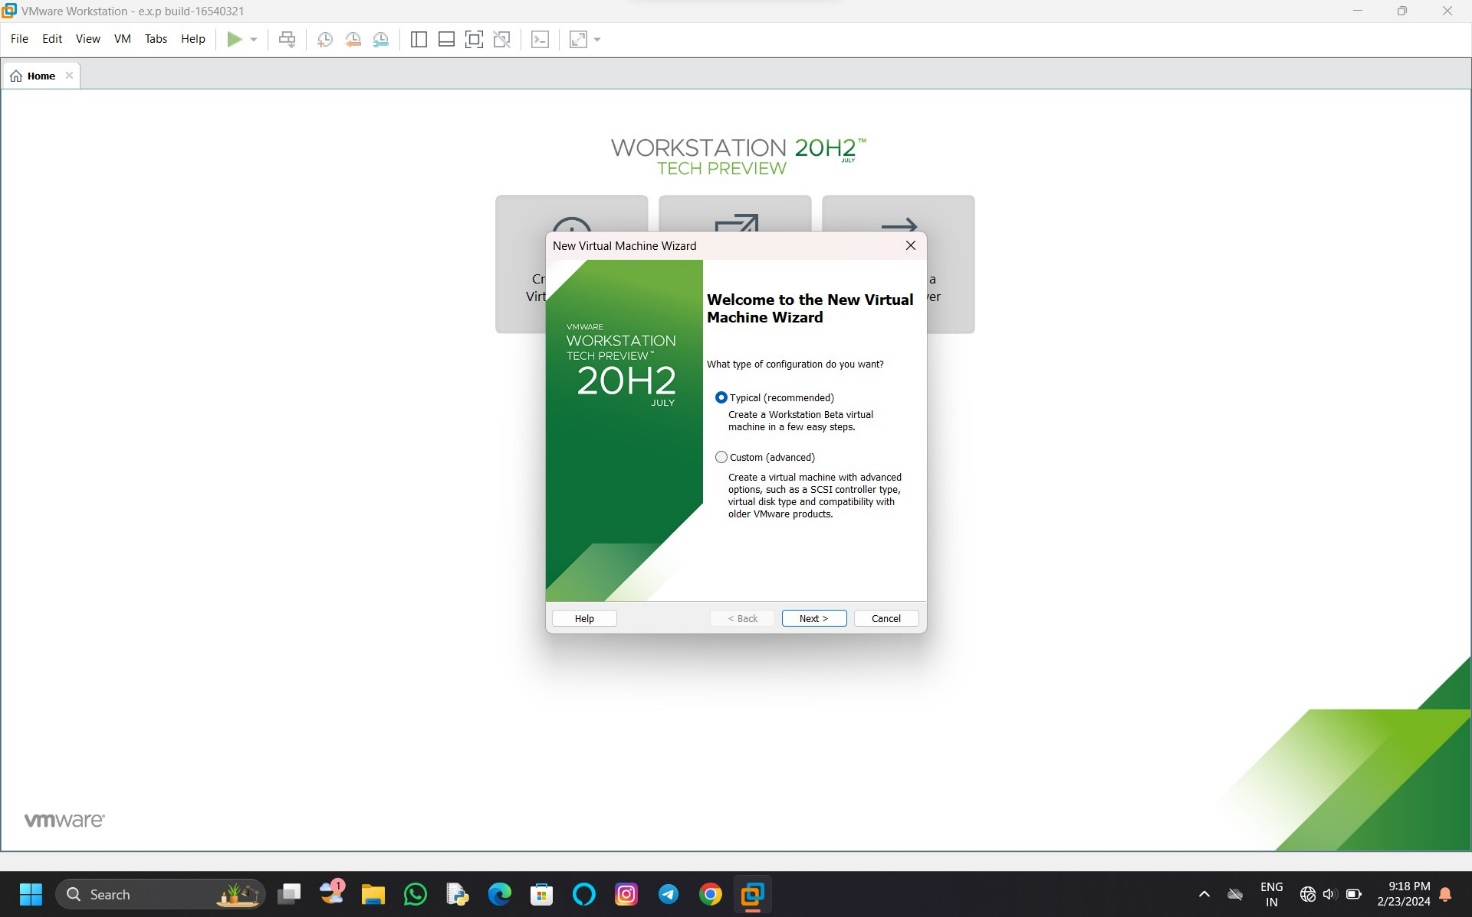 VMware Workstation - e.x.p build-16540321
File Edit View VM Tabs Help
Home
WORKSTATION 20H2™
JULY
TECH PREVIEW
New Virtual Machine Wizard
VMWARE
WORKSTATION
TECH PREVIEW™
20H2
JULY
Welcome to the New Virtual
Machine Wizard
What type of configuration do you want?
Typical (recommended)
Create a Workstation Beta virtual
machine in a few easy steps.
Custom (advanced)
Create a virtual machine with advanced
options, such as a SCSI controller type,
virtual disk type and compatibility with
older VMware products.
Help < Back Next > Cancel
Cr
Virt
a
ver
vmware®
Search
1
ENG
IN
9:18 PM
2/23/2024